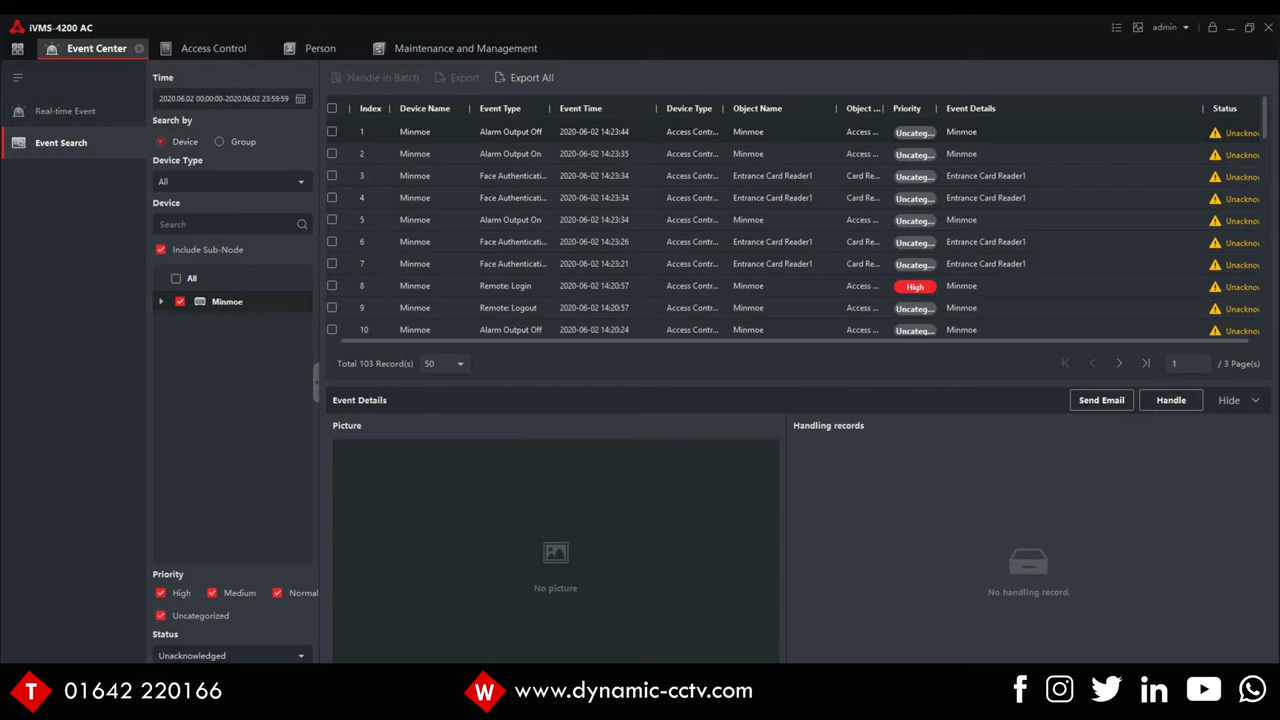 iVMS-4200 AC
admin
Event Center
Access Control
Person
Maintenance and Management
Real-time Event
Event Search
Time
2020.06.02 00:00:00-2020.06.02 23:59:59
Search by
Device Group
Device Type
All
Device
Search
Include Sub-Node
All
Minmoe
Priority
High Medium Normal
Uncategorized
Status
Unacknowledged
Handle in Batch Export Export All
Index Device Name Event Type Event Time Device Type Object Name Object ... Priority Event Details Status
1 Minmoe Alarm Output Off 2020-06-02 14:23:44 Access Contr... Minmoe Access ... Uncateg... Minmoe Unacknov
2 Minmoe Alarm Output On 2020-06-02 14:23:35 Access Contr... Minmoe Access ... Uncateg... Minmoe Unacknov
3 Minmoe Face Authenticati... 2020-06-02 14:23:34 Access Contr... Entrance Card Reader1 Card Re... Uncateg... Entrance Card Reader1 Unacknov
4 Minmoe Face Authenticati... 2020-06-02 14:23:34 Access Contr... Entrance Card Reader1 Card Re... Uncateg... Entrance Card Reader1 Unacknov
5 Minmoe Alarm Output On 2020-06-02 14:23:34 Access Contr... Minmoe Access ... Uncateg... Minmoe Unacknov
6 Minmoe Face Authenticati... 2020-06-02 14:23:26 Access Contr... Entrance Card Reader1 Card Re... Uncateg... Entrance Card Reader1 Unacknov
7 Minmoe Face Authenticati... 2020-06-02 14:23:21 Access Contr... Entrance Card Reader1 Card Re... Uncateg... Entrance Card Reader1 Unacknov
8 Minmoe Remote: Login 2020-06-02 14:20:57 Access Contr... Minmoe Access ... High Minmoe Unacknov
9 Minmoe Remote: Logout 2020-06-02 14:20:57 Access Contr... Minmoe Access ... Uncateg... Minmoe Unacknov
10 Minmoe Alarm Output Off 2020-06-02 14:20:24 Access Contr... Minmoe Access ... Uncateg... Minmoe Unacknov
Total 103 Record(s) 50 1 / 3 Page(s)
Event Details Send Email Handle Hide
Picture
No picture
Handling records
No handling record.
T 01642 220166
W www.dynamic-cctv.com